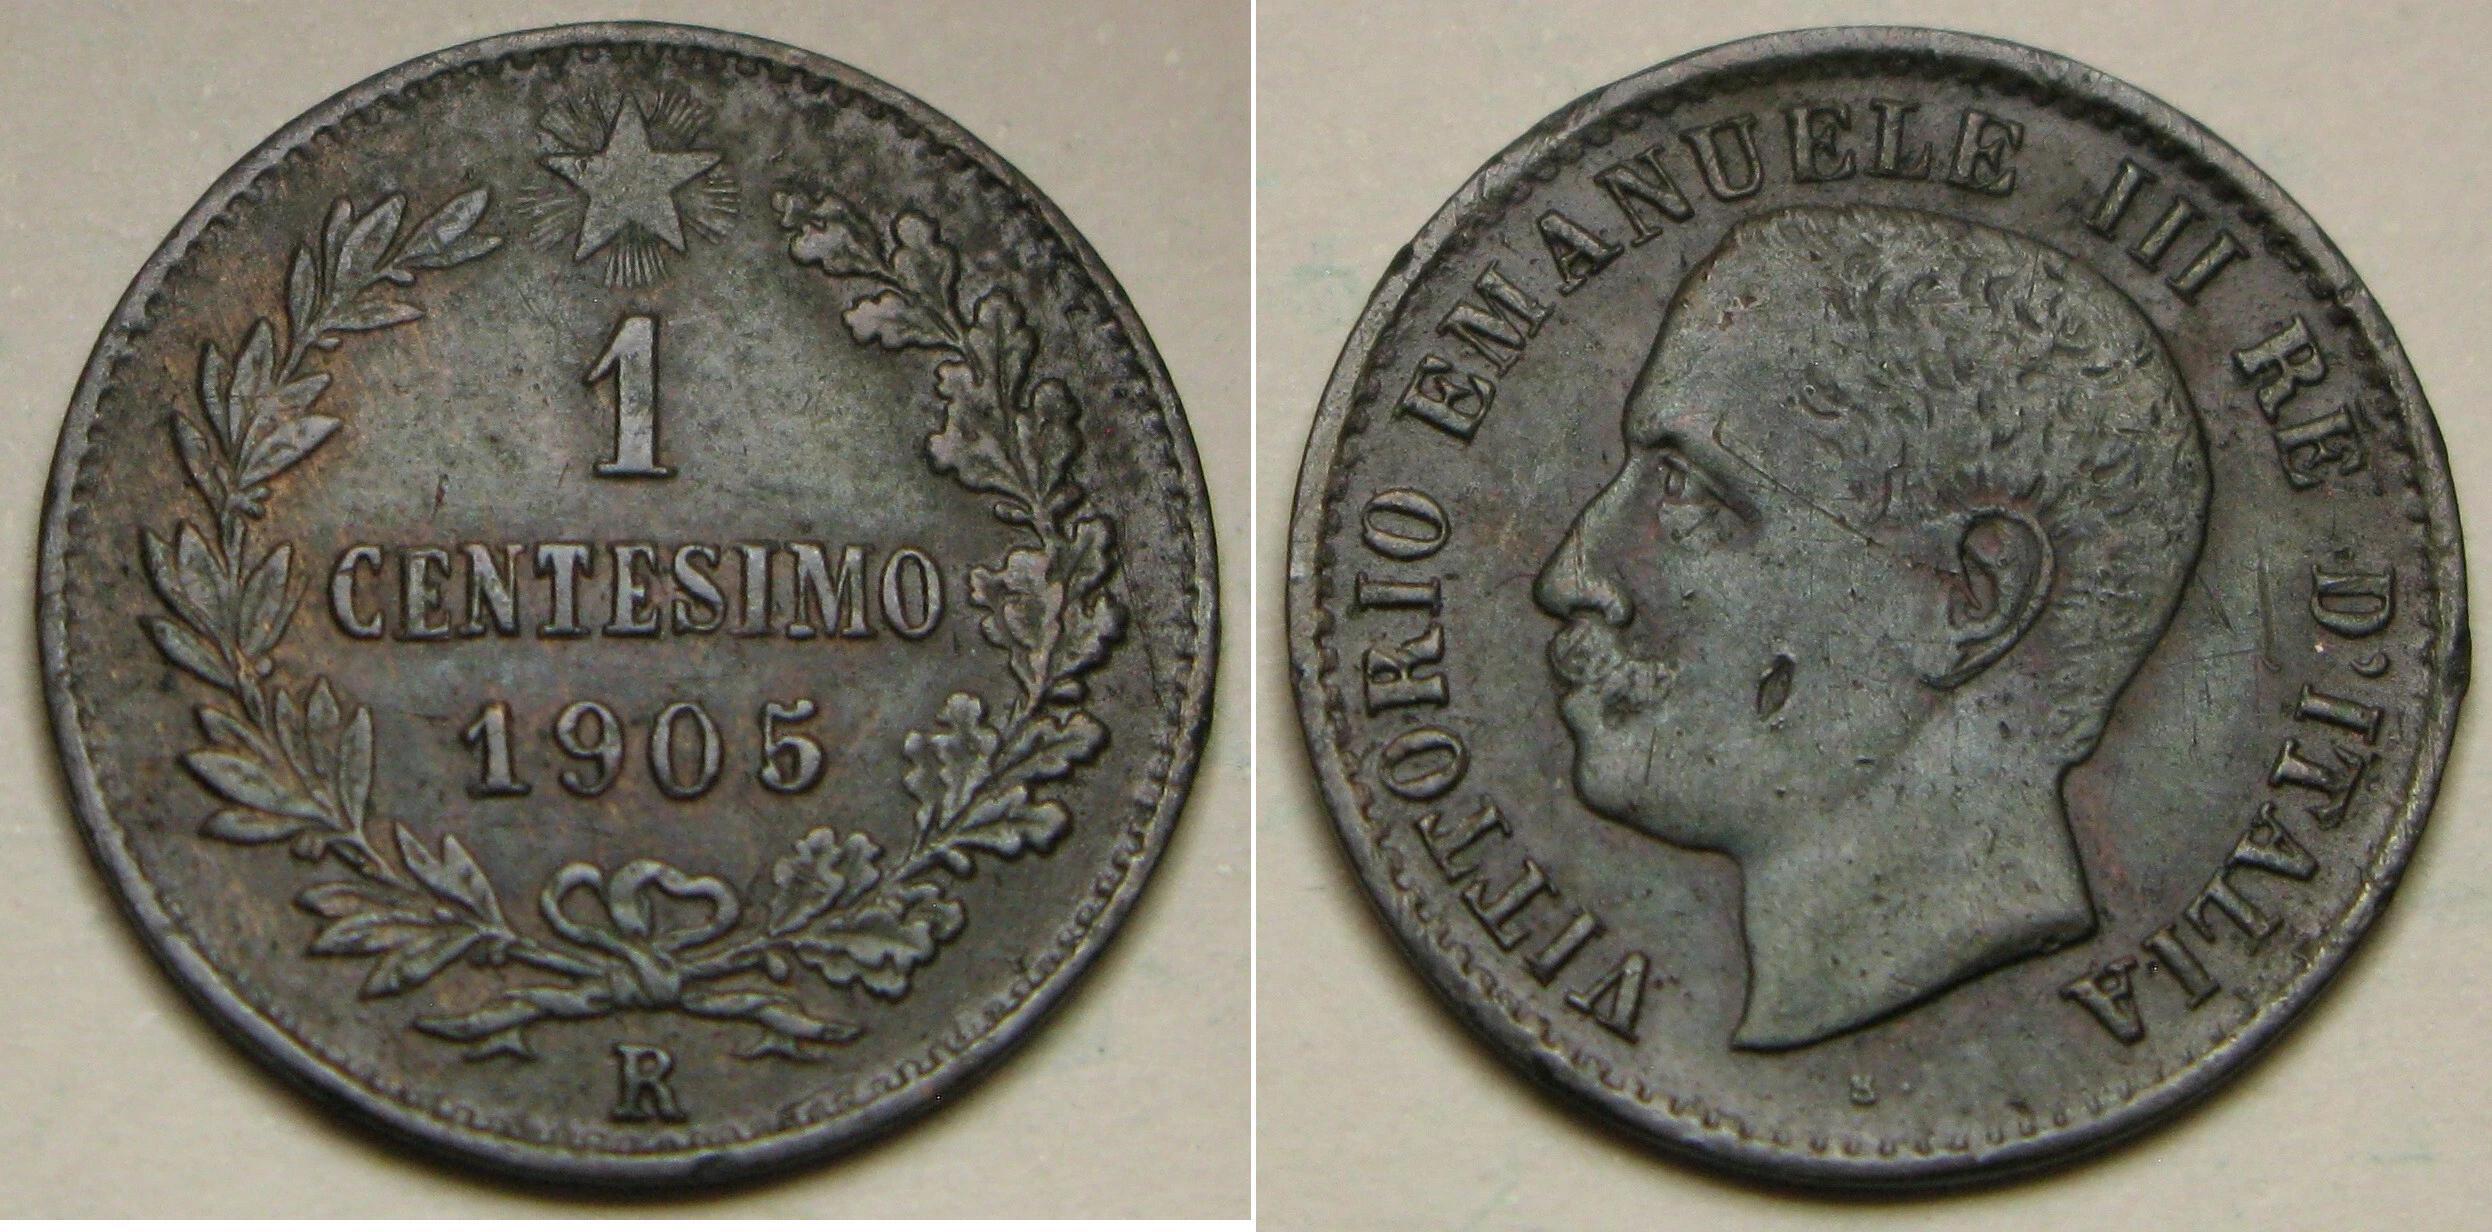 1
CENTESIMO
1905
R
VITTORIO EMANUELE III RE D'ITALIA